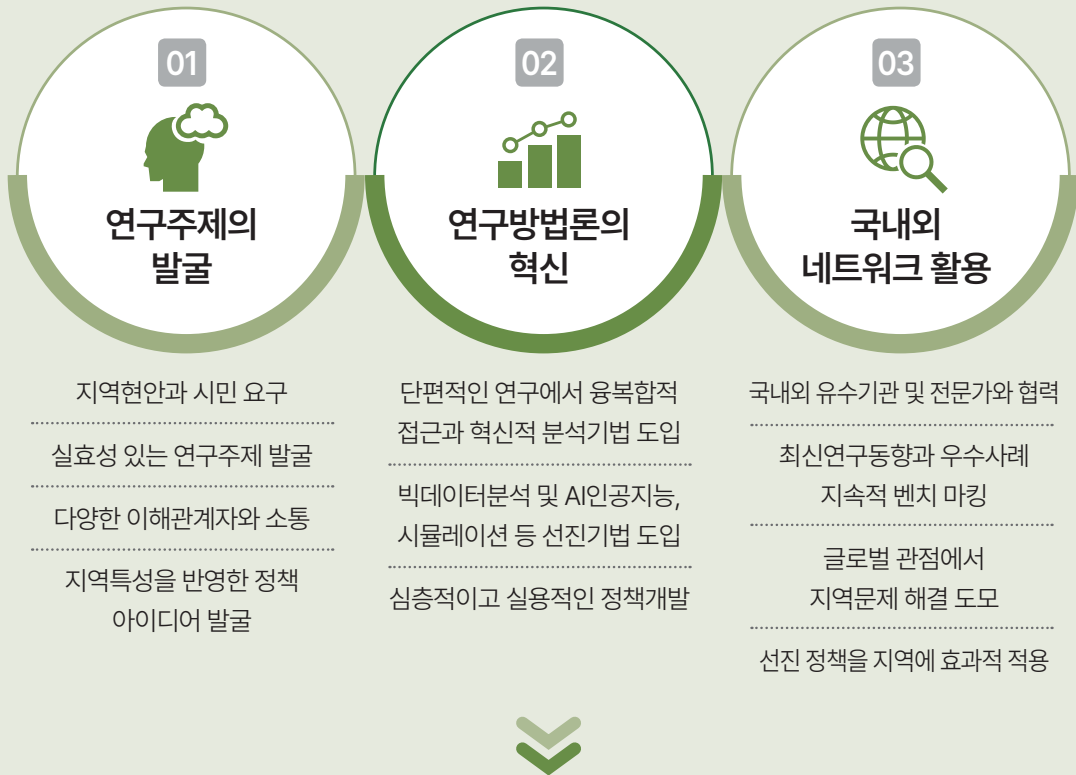 01
연구주제의
발굴
지역현안과 시민 요구
실효성 있는 연구주제 발굴
다양한 이해관계자와 소통
지역특성을 반영한 정책
아이디어 발굴
02
연구방법론의
혁신
단편적인 연구에서 융복합적
접근과 혁신적 분석기법 도입
빅데이터분석 및 AI인공지능,
시뮬레이션 등 선진기법 도입
심층적이고 실용적인 정책개발
03
국내외
네트워크 활용
국내외 유수기관 및 전문가와 협력
최신연구동향과 우수사례
지속적 벤치 마킹
글로벌 관점에서
지역문제 해결 도모
선진 정책을 지역에 효과적 적용